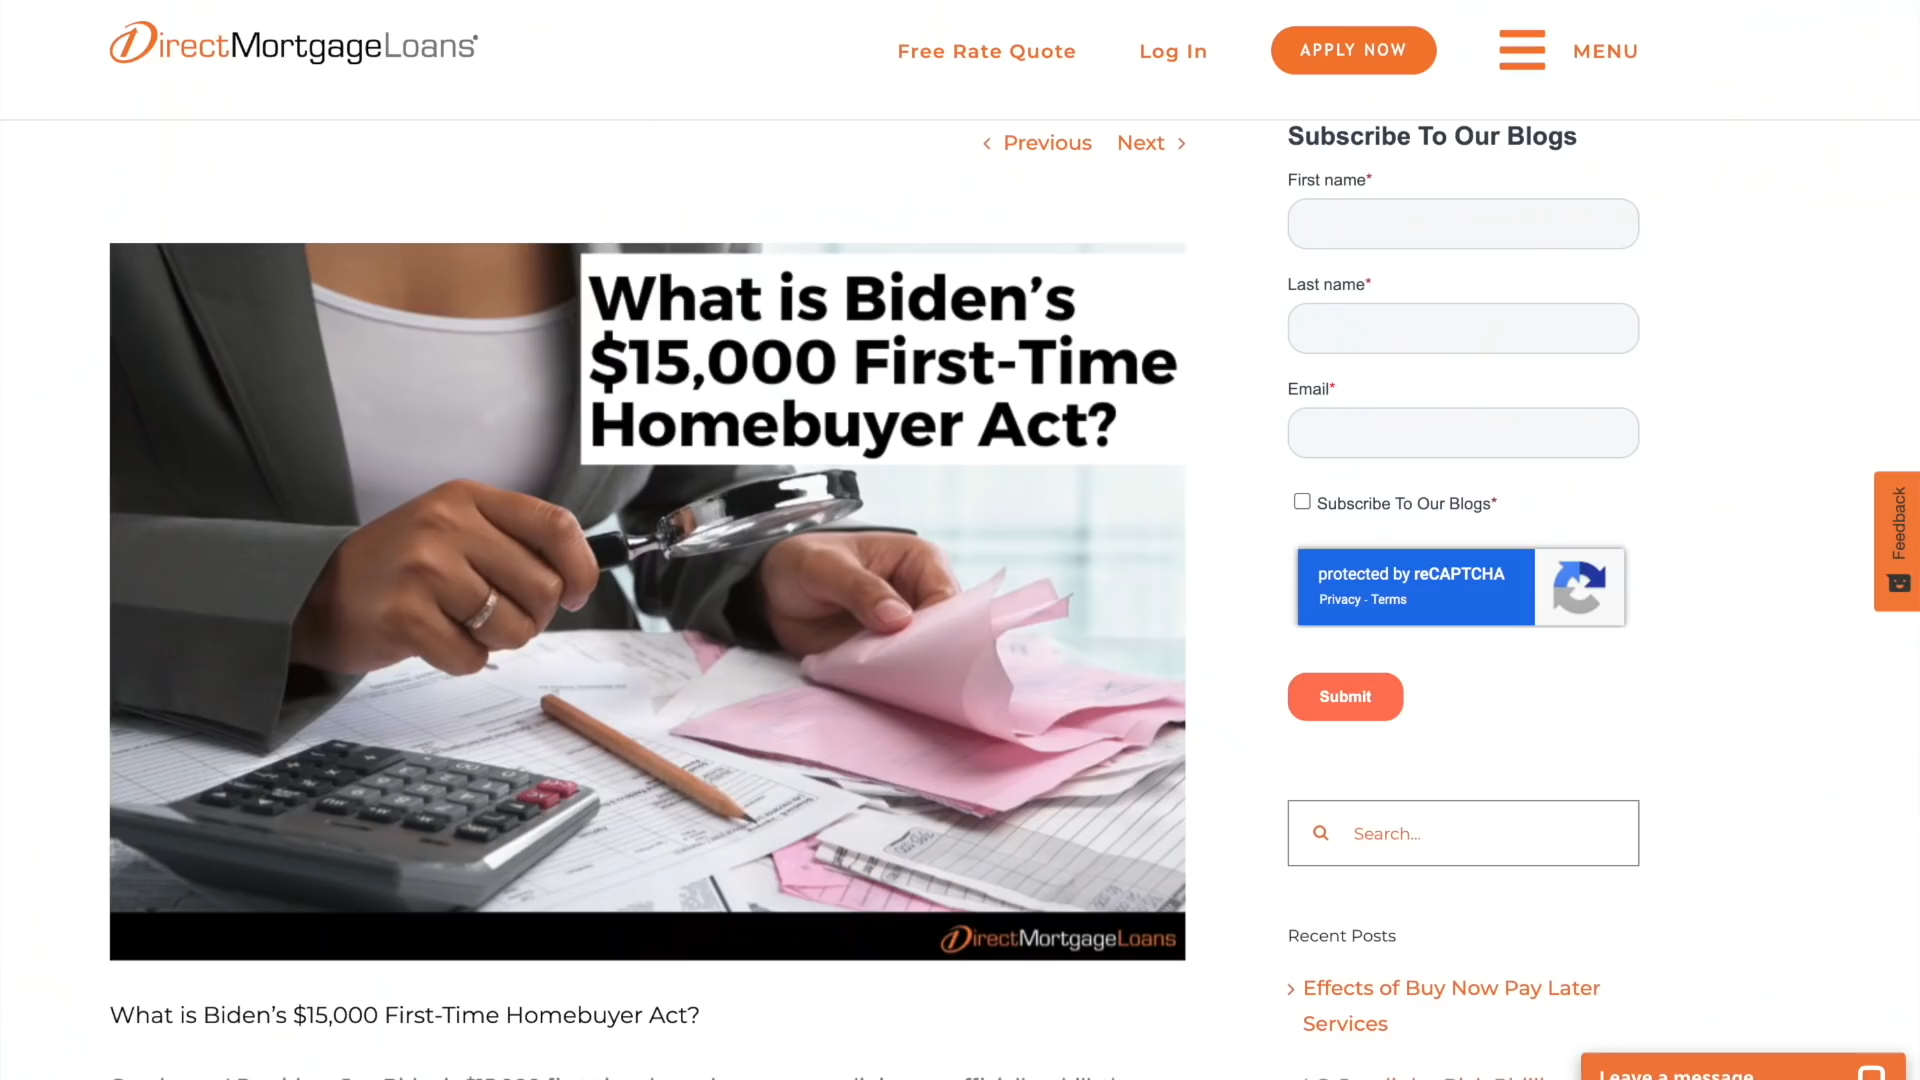 DirectMortgageLoans
Free Rate Quote
Log In
APPLY NOW
MENU
Previous
Next
What is Biden's
$15,000 First-Time
Homebuyer Act?
DirectMortgageLoans
What is Biden's $15,000 First-Time Homebuyer Act?
Subscribe To Our Blogs
First name*
Last name*
Email*
Subscribe To Our Blogs*
protected by reCAPTCHA
Privacy - Terms
Submit
Search...
Recent Posts
Effects of Buy Now Pay Later
Services
Feedback
Leave a message